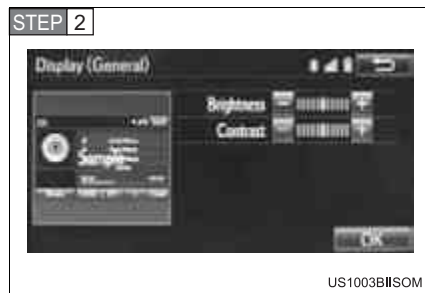 STEP 2
Display (General)
Brightness
Contrast
Sample
OK
US1003BⅡSOM